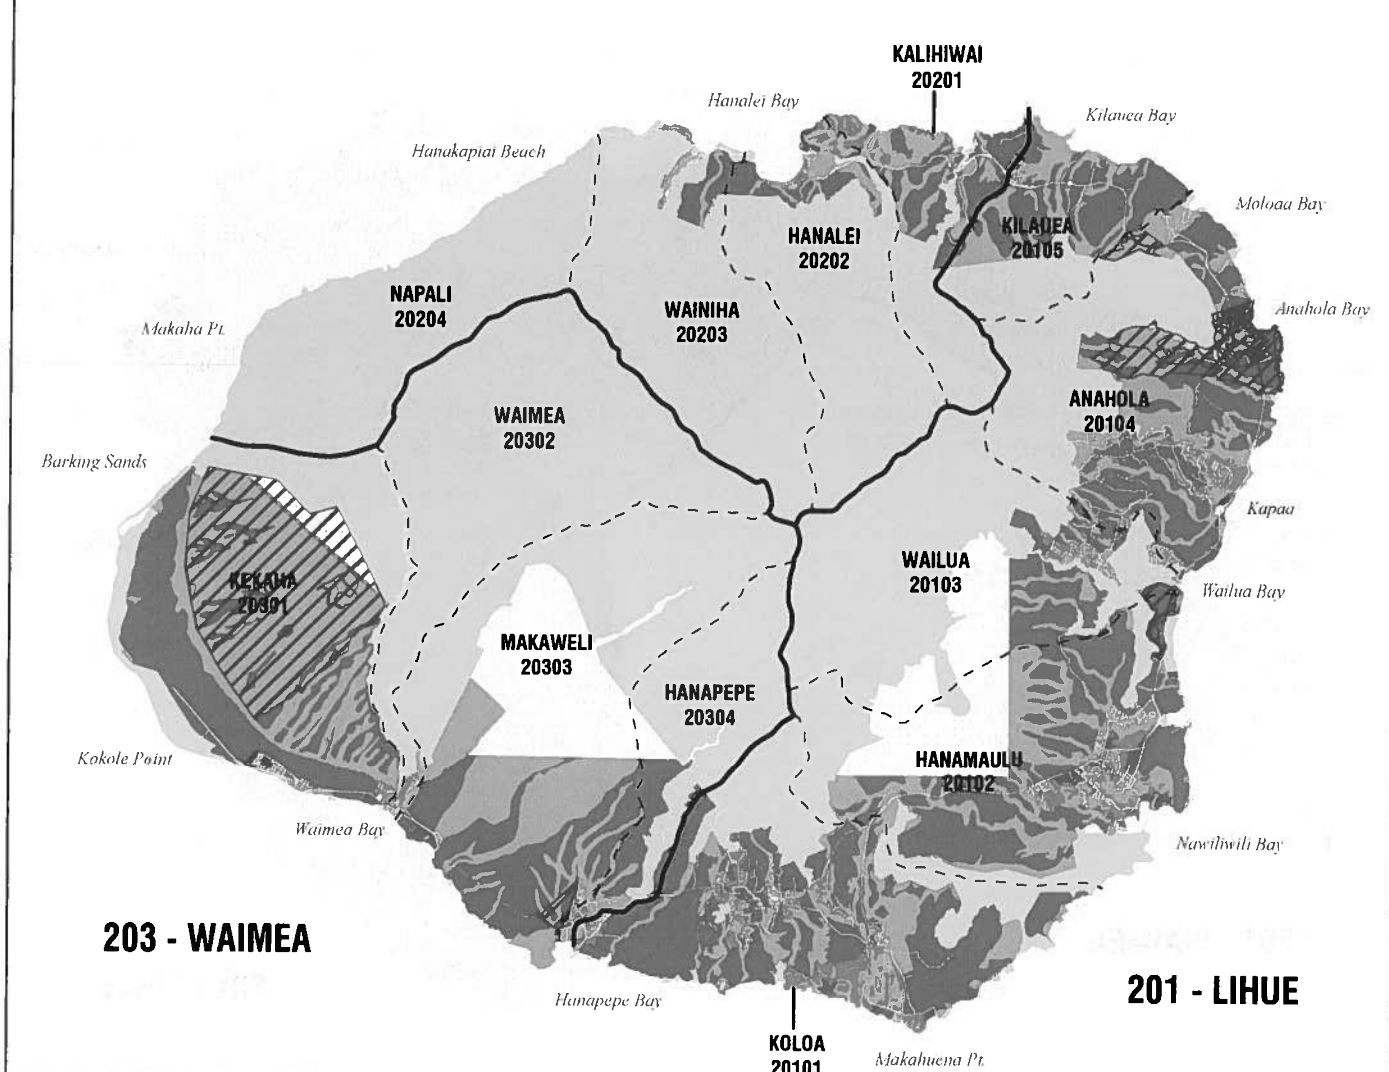 KALIHIWAI
20201
Hanalei Bay
Kilauea Bay
Hanakapiai Beach
Moloaa Bay
KILAUEA
20105
HANALEI
20202
NAPALI
20204
WAINIHA
20203
Makaha Pt.
Anahola Bay
WAIMEA
20302
ANAHOLA
20104
Barking Sands
Kapaa
KEKAHA
20301
WAILUA
20103
Wailua Bay
MAKAWELI
20303
HANAPEPE
20304
Kokole Point
HANAMAULU
20102
Waimea Bay
Nawiliwili Bay
203 - WAIMEA
201 - LIHUE
Hanapepe Bay
KOLOA
20101
Makahuena Pt.